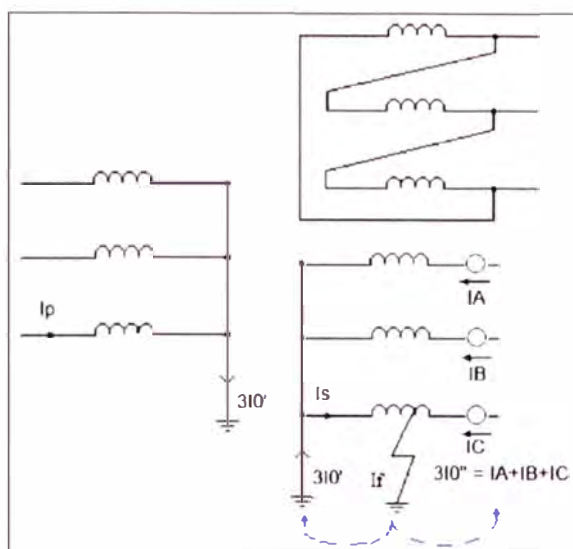 Ip
3I0'
IA
IB
Is
IC
3I0'
If
3I0" = IA+IB+IC